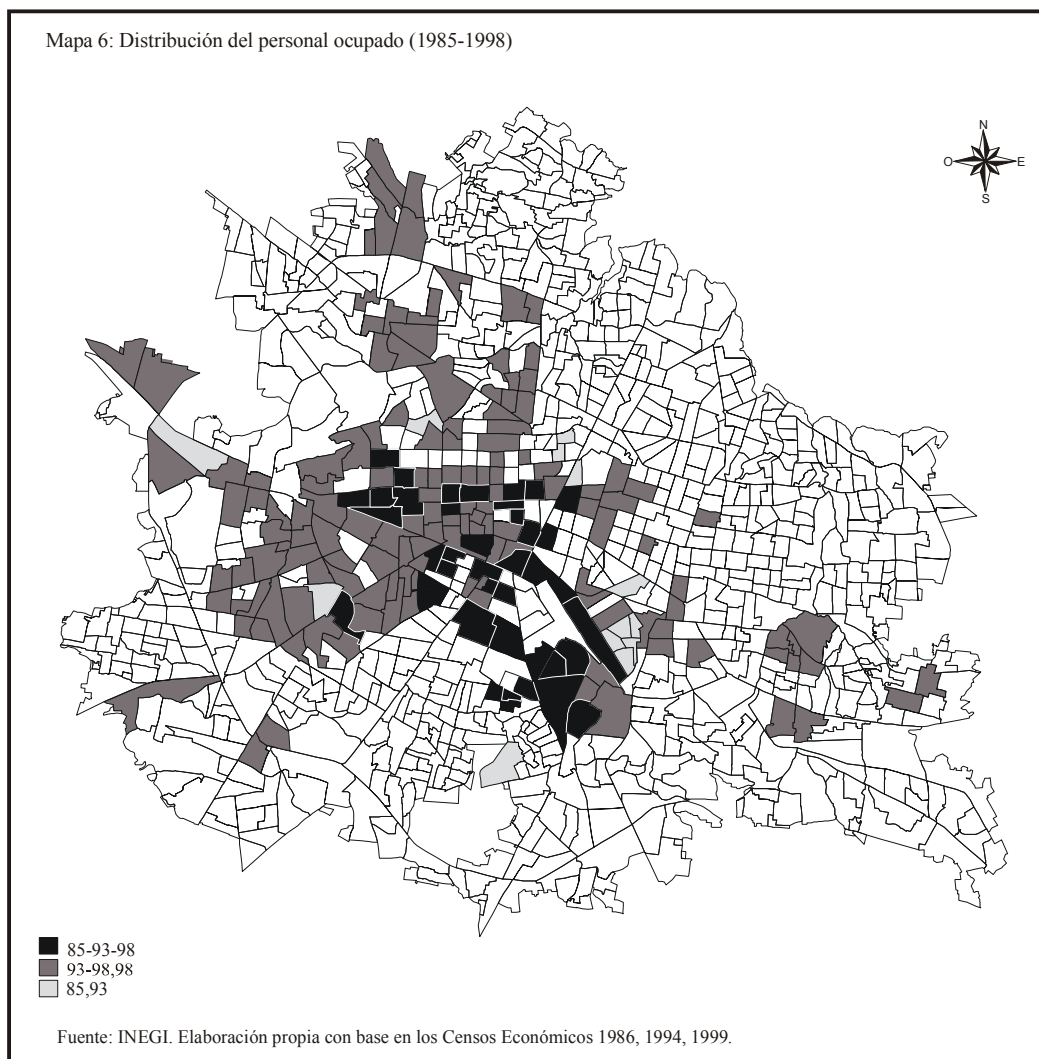 Mapa 6: Distribución del personal ocupado (1985-1998)
N
O
E
S
85-93-98
93-98,98
85,93
Fuente: INEGI. Elaboración propia con base en los Censos Económicos 1986, 1994, 1999.